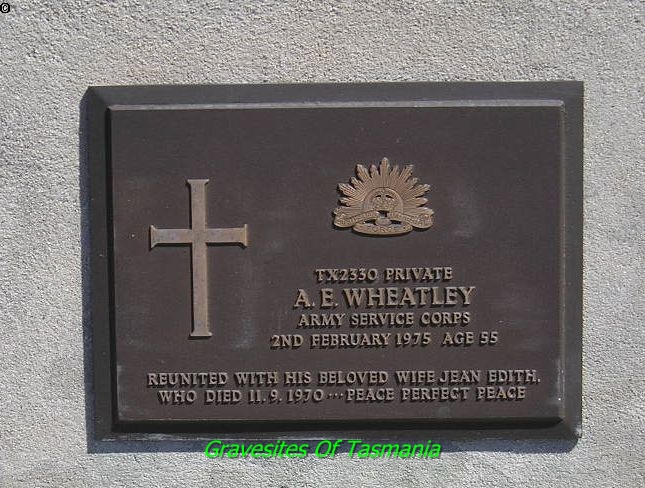 ©
TX2330 PRIVATE
A. E. WHEATLEY
ARMY SERVICE CORPS
2ND FEBRUARY 1975 AGE 55
REUNITED WITH HIS BELOVED WIFE JEAN EDITH,
WHO DIED 11. 9. 1970 ··· PEACE PERFECT PEACE
Gravesites Of Tasmania